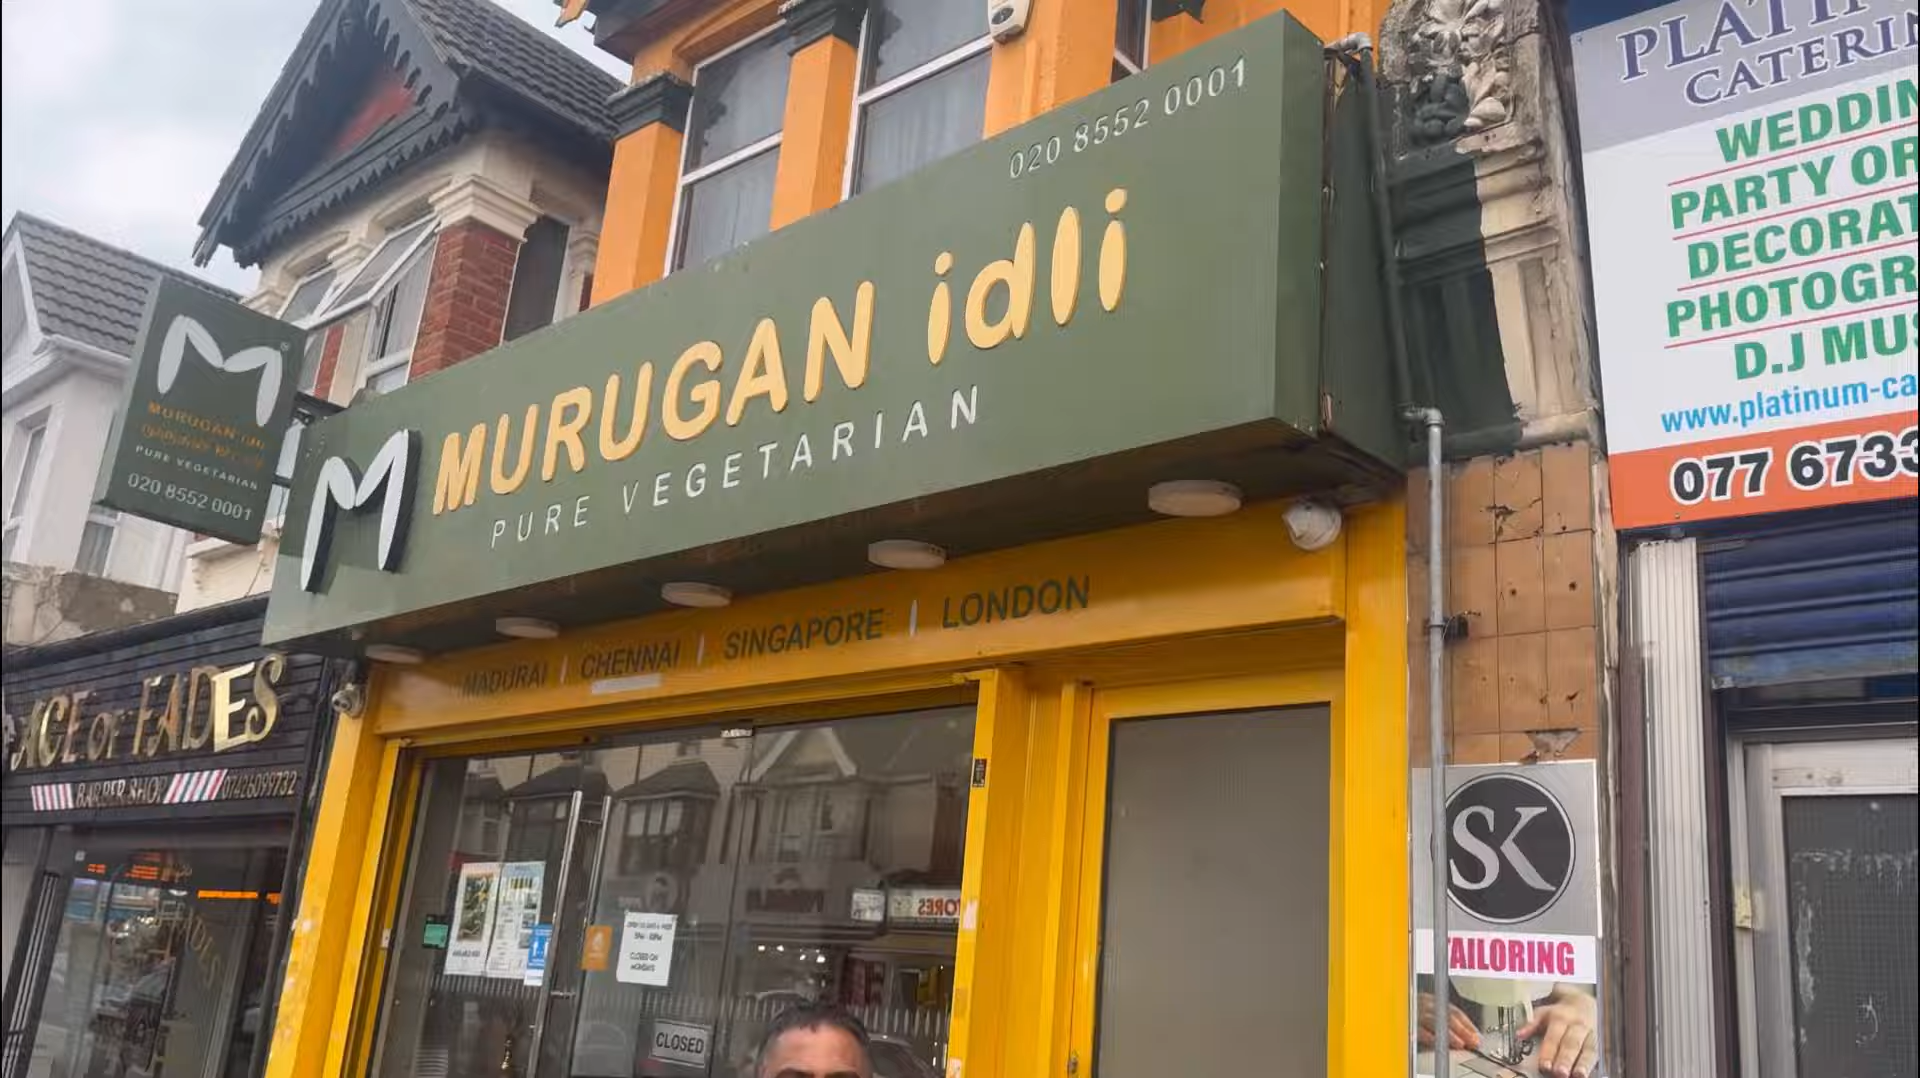 020 8552 0001
MURUGAN idli
PURE VEGETARIAN
MADURAI | CHENNAI | SINGAPORE | LONDON
MURUGAN idli
PURE VEGETARIAN
020 8552 0001
ACE OF FADES
BARBER SHOP 07426099732
CLOSED ON
MONDAYS
CLOSED
PLATIN
CATERIN
WEDDIN
PARTY OR
DECORAT
PHOTOGR
D.J MUS
www.platinum-ca
077 6733
SK
TAILORING